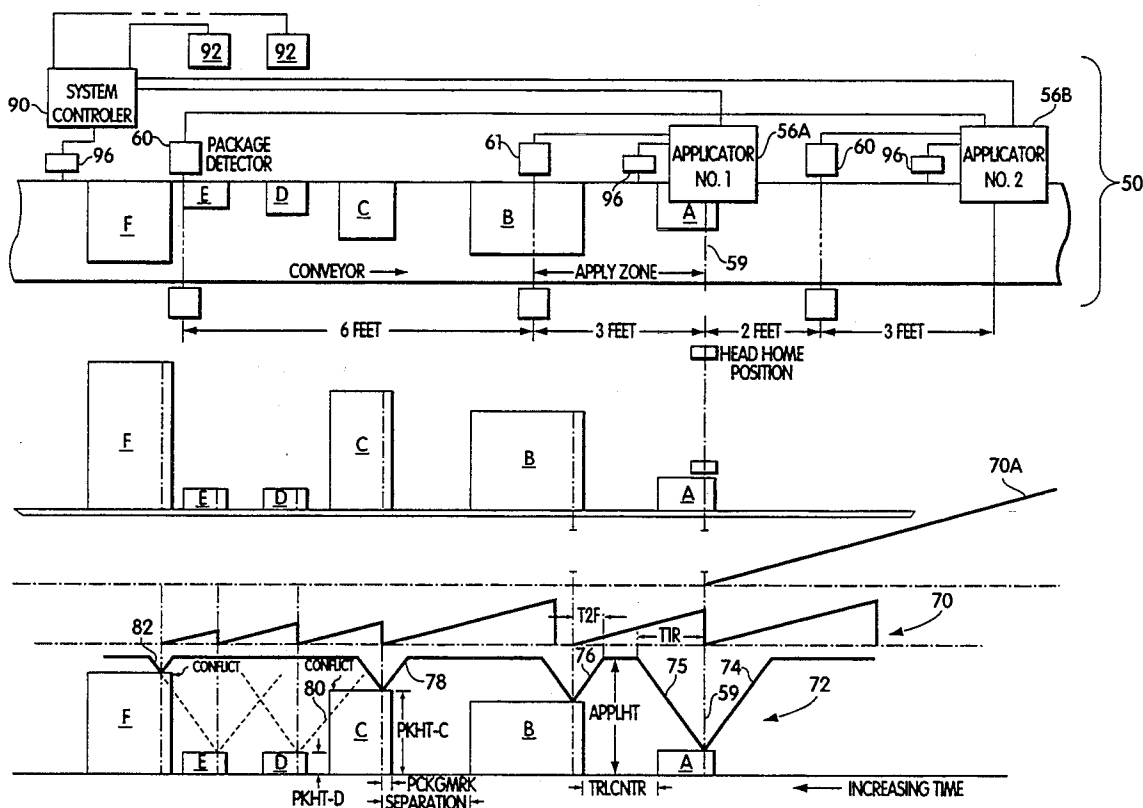 92
92
SYSTEM
CONTROLER
90
96
60
PACKAGE
DETECTOR
61
96
APPLICATOR
NO. 1
56A
60
96
APPLICATOR
NO. 2
56B
50
F
E
D
C
B
A
CONVEYOR
APPLY ZONE
59
6 FEET
3 FEET
2 FEET
3 FEET
HEAD HOME
POSITION
F
E
D
C
B
A
70A
T2F
T1R
70
82
CONFLICT
CONFLICT
80
78
76
75
74
59
72
APPLHT
F
E
D
C
PKHT-C
B
A
PKHT-D
PCKGMRK
SEPARATION
TRLCNTR
INCREASING TIME